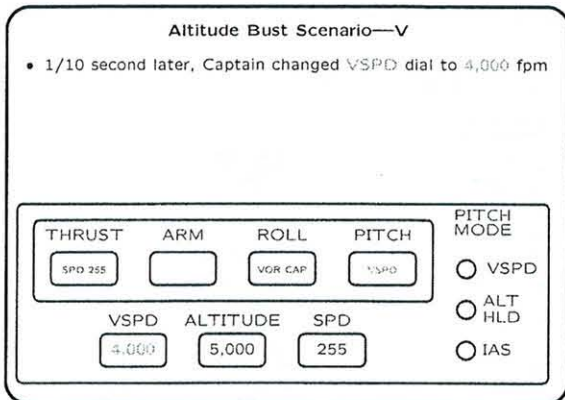 Altitude Bust Scenario—V
• 1/10 second later, Captain changed VSPD dial to 4,000 fpm
THRUST ARM ROLL PITCH
SPD 255 VOR CAP VSPD
VSPD ALTITUDE SPD
4,000 5,000 255
PITCH
MODE
VSPD
ALT
HLD
IAS